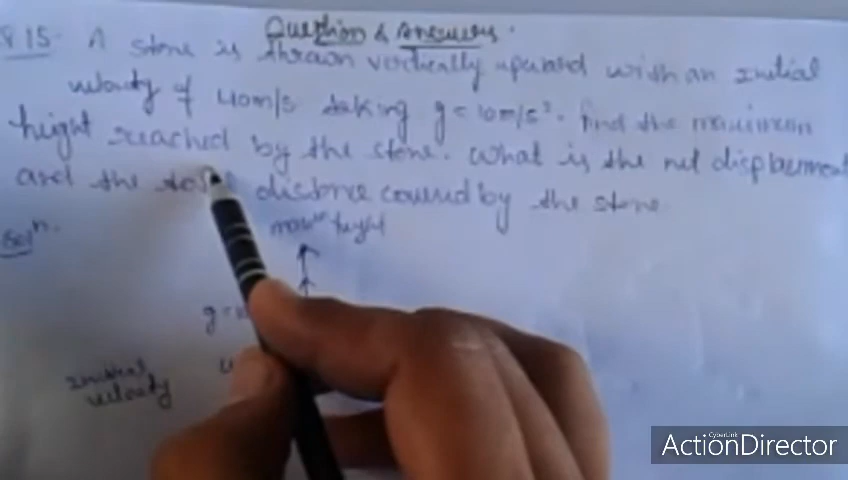 Question & Answers.
Q 15. A stone is thrown vertically upward with an initial
velocity of 40m/s taking g = 10m/s². Find the maximum
height reached by the stone. What is the net displacement
and the total distance covered by the stone
Solⁿ.
maxᵐ height
g =
u
Initial
velocity
CyberLink
ActionDirector